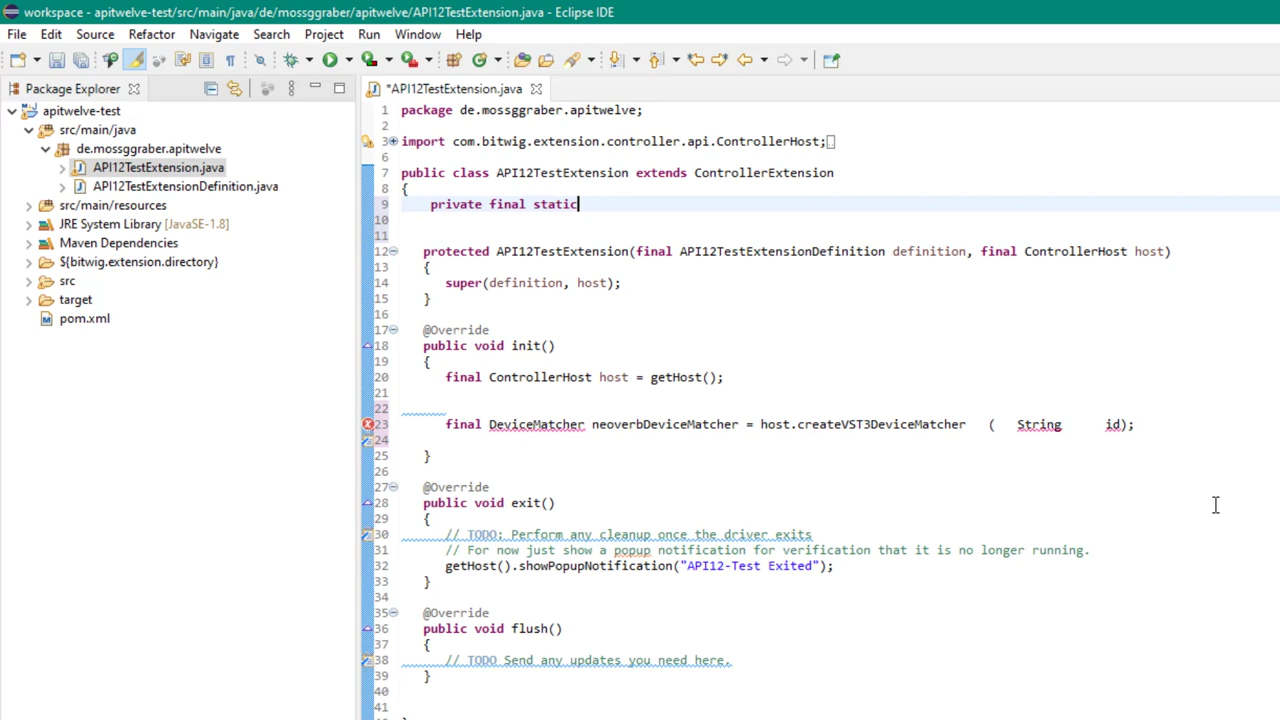 workspace - apitwelve-test/src/main/java/de/mossggraber/apitwelve/API12TestExtension.java - Eclipse IDE
File Edit Source Refactor Navigate Search Project Run Window Help
Package Explorer
*API12TestExtension.java
apitwelve-test
src/main/java
de.mossggraber.apitwelve
API12TestExtension.java
API12TestExtensionDefinition.java
src/main/resources
JRE System Library [JavaSE-1.8]
Maven Dependencies
${bitwig.extension.directory}
src
target
pom.xml
1 package de.mossggraber.apitwelve;
2
3 import com.bitwig.extension.controller.api.ControllerHost;
6
7 public class API12TestExtension extends ControllerExtension
8 {
9 private final static
10
11
12 protected API12TestExtension(final API12TestExtensionDefinition definition, final ControllerHost host)
13 {
14 super(definition, host);
15 }
16
17 @Override
18 public void init()
19 {
20 final ControllerHost host = getHost();
21
22
23 final DeviceMatcher neoverbDeviceMatcher = host.createVST3DeviceMatcher ( String id);
24
25 }
26
27 @Override
28 public void exit()
29 {
30 // TODO: Perform any cleanup once the driver exits
31 // For now just show a popup notification for verification that it is no longer running.
32 getHost().showPopupNotification("API12-Test Exited");
33 }
34
35 @Override
36 public void flush()
37 {
38 // TODO Send any updates you need here.
39 }
40
41